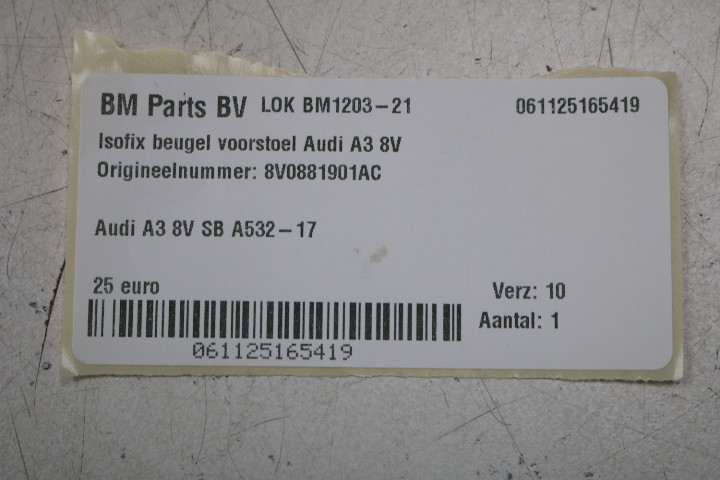 BM Parts BV LOK BM1203-21 061125165419
Isofix beugel voorstoel Audi A3 8V
Origineelnummer: 8V0881901AC
Audi A3 8V SB A532-17
25 euro Verz: 10
Aantal: 1
061125165419